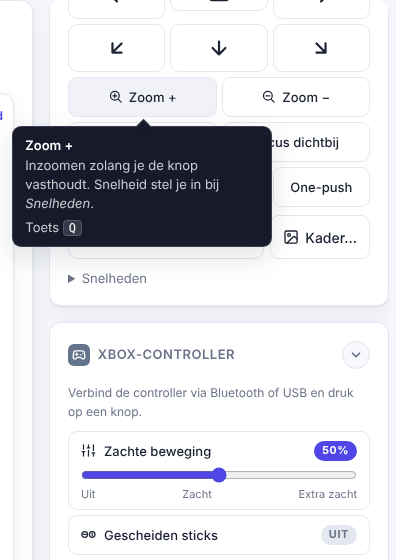 Zoom +
Zoom −
Zoom +
Inzoomen zolang je de knop
vasthoudt. Snelheid stel je in bij
Snelheden.
Toets Q
dichtbij
One-push
Kader...
Snelheden
XBOX-CONTROLLER
Verbind de controller via Bluetooth of USB en druk
op een knop.
Zachte beweging
50%
Uit
Zacht
Extra zacht
Gescheiden sticks
UIT